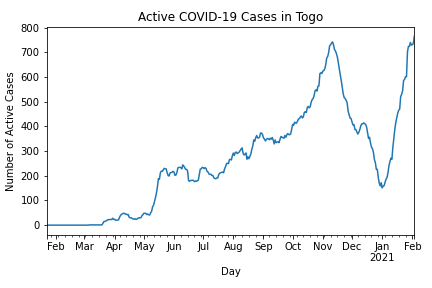 Active COVID-19 Cases in Togo
Number of Active Cases
800
700
600
500
400
300
200
100
0
Feb Mar Apr May Jun Jul Aug Sep Oct Nov Dec Jan Feb
2021
Day